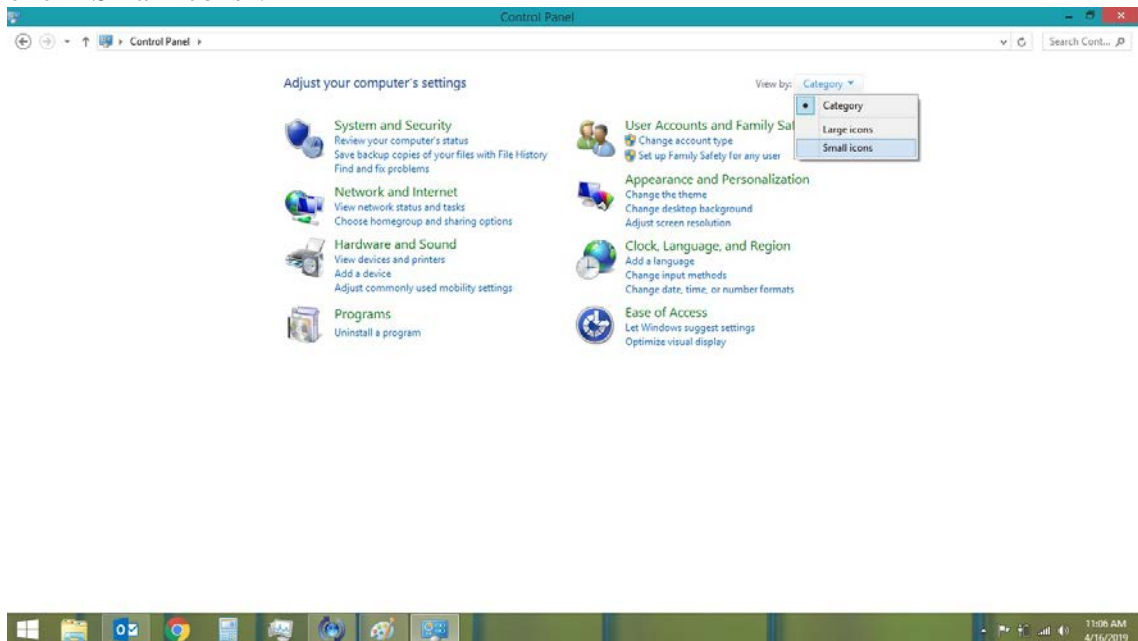 Control Panel
Control Panel
Search Cont...
Adjust your computer's settings
View by: Category
Category
Large icons
Small icons
System and Security
Review your computer's status
Save backup copies of your files with File History
Find and fix problems
Network and Internet
View network status and tasks
Choose homegroup and sharing options
Hardware and Sound
View devices and printers
Add a device
Adjust commonly used mobility settings
Programs
Uninstall a program
User Accounts and Family Saf
Change account type
Set up Family Safety for any user
Appearance and Personalization
Change the theme
Change desktop background
Adjust screen resolution
Clock, Language, and Region
Add a language
Change input methods
Change date, time, or number formats
Ease of Access
Let Windows suggest settings
Optimize visual display
11:06 AM
4/16/2019